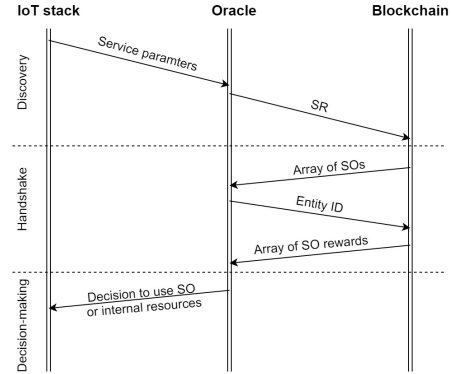 IoT stack
Oracle
Blockchain
Discovery
Service paramters
SR
Handshake
Array of SOs
Entity ID
Array of SO rewards
Decision-making
Decision to use SO
or internal resources